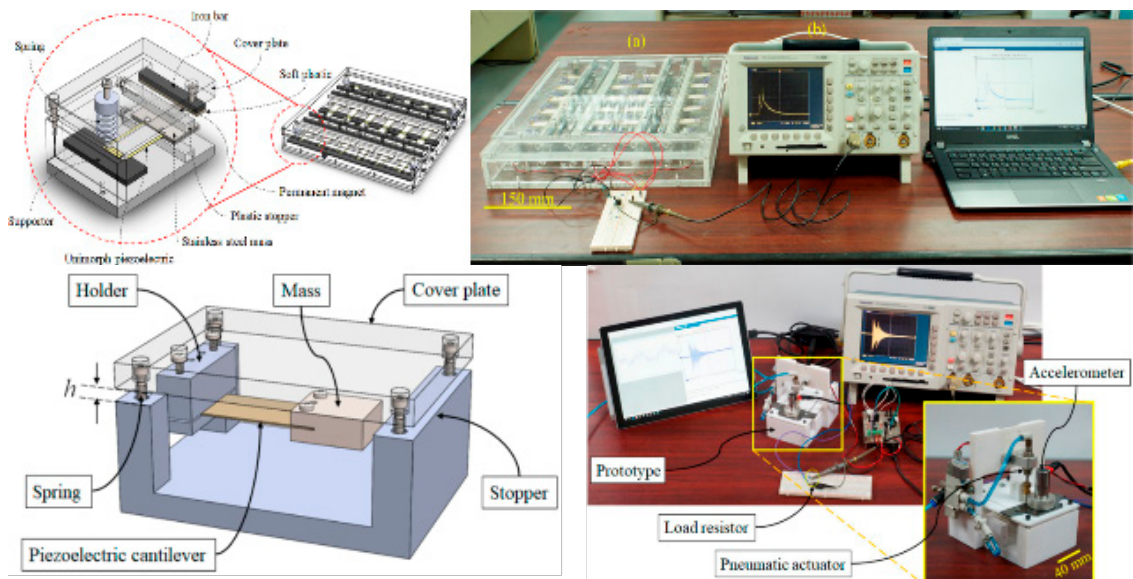 Iron bar
Spring
Cover plate
Soft plastic
Permanent magnet
Plastic stopper
Supporter
Stainless steel mass
Unimorph piezoelectric
(a)
(b)
150 mm
Holder
Mass
Cover plate
h
Spring
Stopper
Piezoelectric cantilever
Accelerometer
Prototype
Load resistor
Pneumatic actuator
40 mm